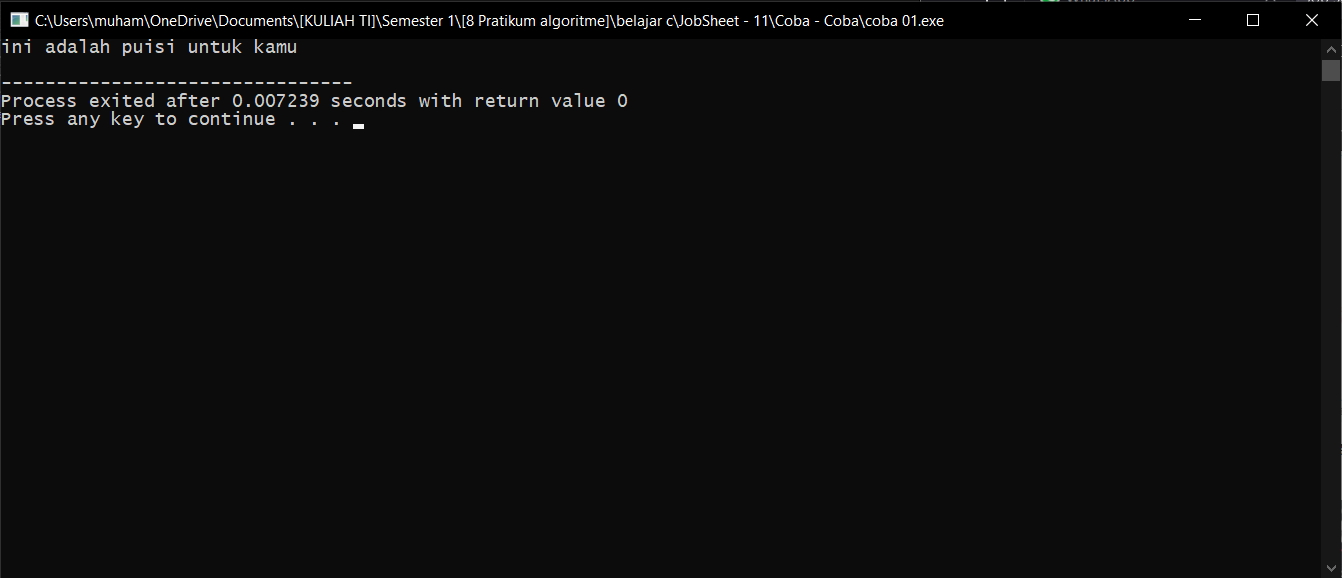 C:\Users\muham\OneDrive\Documents\[KULIAH TI]\Semester 1\[8 Pratikum algoritme]\belajar c\JobSheet - 11\Coba - Coba\coba 01.exe
ini adalah puisi untuk kamu
--------------------------------
Process exited after 0.007239 seconds with return value 0
Press any key to continue . . .